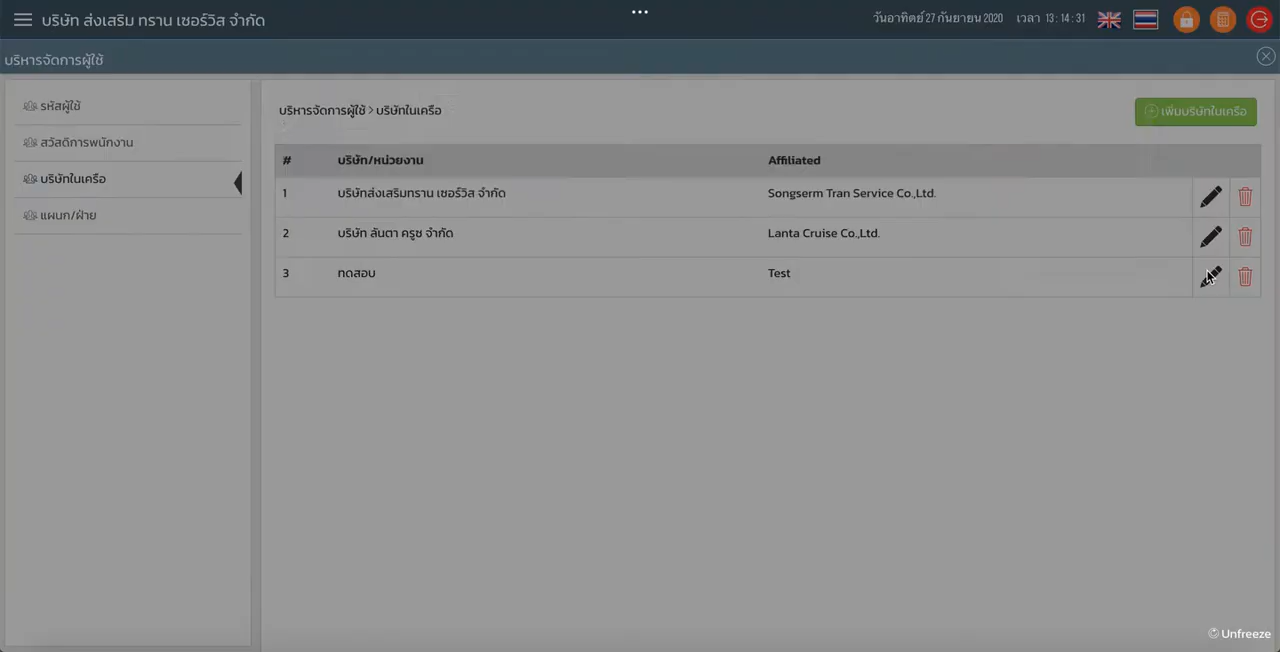 บริษัท ส่งเสริม ทราน เซอร์วิส จำกัด
วันอาทิตย์ 27 กันยายน 2020 เวลา 13:14:31
บริหารจัดการผู้ใช้
รหัสผู้ใช้
สวัสดิการพนักงาน
บริษัทในเครือ
แผนก/ฝ่าย
บริหารจัดการผู้ใช้ > บริษัทในเครือ
เพิ่มบริษัทในเครือ
# บริษัท/หน่วยงาน Affiliated
1 บริษัทส่งเสริมทราน เซอร์วิส จำกัด Songserm Tran Service Co.,Ltd.
2 บริษัท ลันตา ครูซ จำกัด Lanta Cruise Co.,Ltd.
3 ทดสอบ Test
Unfreeze